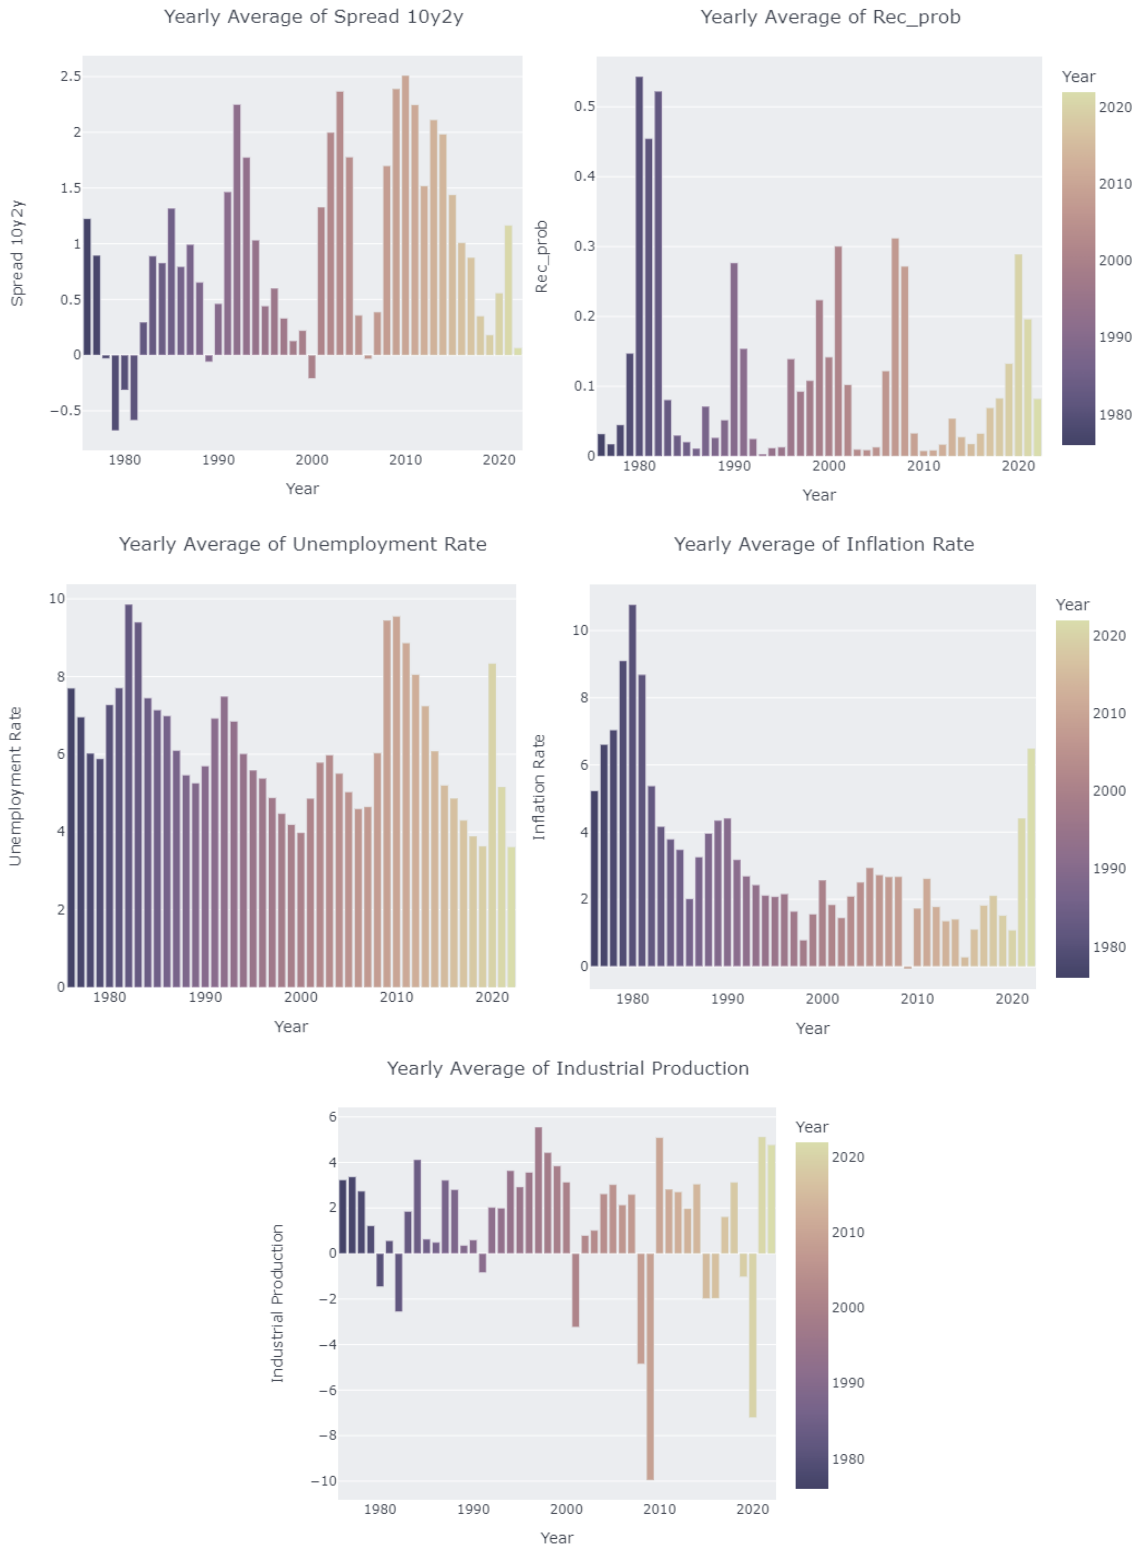 Yearly Average of Spread 10y2y
Spread 10y2y
2.5
2
1.5
1
0.5
0
−0.5
1980 1990 2000 2010 2020
Year
Yearly Average of Rec_prob
Rec_prob
0.5
0.4
0.3
0.2
0.1
0
1980 1990 2000 2010 2020
Year
Year
2020
2010
2000
1990
1980
Yearly Average of Unemployment Rate
Unemployment Rate
10
8
6
4
2
0
1980 1990 2000 2010 2020
Year
Yearly Average of Inflation Rate
Inflation Rate
10
8
6
4
2
0
1980 1990 2000 2010 2020
Year
Year
2020
2010
2000
1990
1980
Yearly Average of Industrial Production
Industrial Production
6
4
2
0
−2
−4
−6
−8
−10
1980 1990 2000 2010 2020
Year
Year
2020
2010
2000
1990
1980